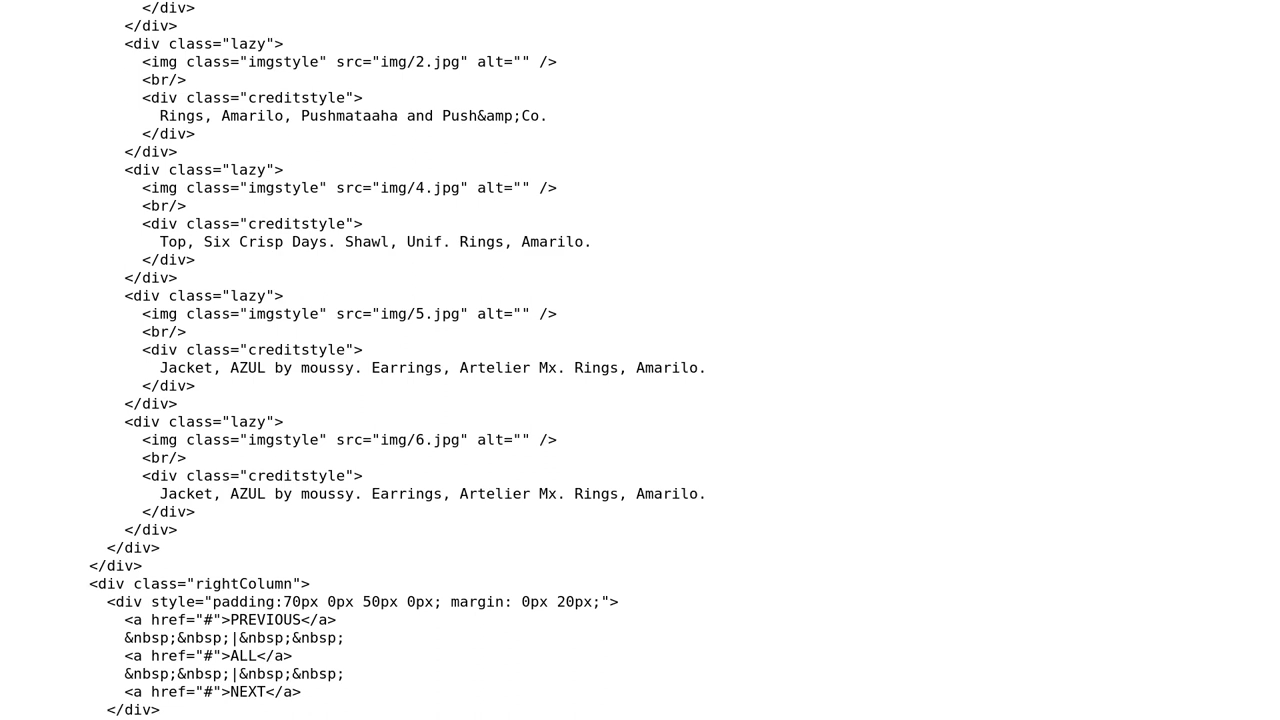 </div>
</div>
<div class="lazy">
<img class="imgstyle" src="img/2.jpg" alt="" />
<br/>
<div class="creditstyle">
Rings, Amarilo, Pushmataaha and Push&amp;Co.
</div>
</div>
<div class="lazy">
<img class="imgstyle" src="img/4.jpg" alt="" />
<br/>
<div class="creditstyle">
Top, Six Crisp Days. Shawl, Unif. Rings, Amarilo.
</div>
</div>
<div class="lazy">
<img class="imgstyle" src="img/5.jpg" alt="" />
<br/>
<div class="creditstyle">
Jacket, AZUL by moussy. Earrings, Artelier Mx. Rings, Amarilo.
</div>
</div>
<div class="lazy">
<img class="imgstyle" src="img/6.jpg" alt="" />
<br/>
<div class="creditstyle">
Jacket, AZUL by moussy. Earrings, Artelier Mx. Rings, Amarilo.
</div>
</div>
</div>
</div>
<div class="rightColumn">
<div style="padding:70px 0px 50px 0px; margin: 0px 20px;">
<a href="#">PREVIOUS</a>
&nbsp;&nbsp;|&nbsp;&nbsp;
<a href="#">ALL</a>
&nbsp;&nbsp;|&nbsp;&nbsp;
<a href="#">NEXT</a>
</div>